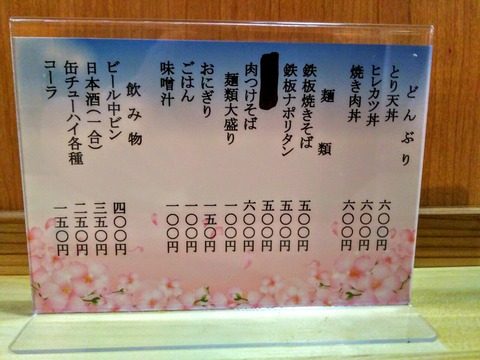 どんぶり
とり天丼 六〇〇円
ヒレカツ丼 六〇〇円
焼き肉丼 六〇〇円
麺類
鉄板焼きそば 五〇〇円
鉄板ナポリタン 五〇〇円
五〇〇円
肉つけそば 六〇〇円
麺類大盛り 一〇〇円
おにぎり 一五〇円
ごはん 一〇〇円
味噌汁 一〇〇円
飲み物
ビール中ビン 四〇〇円
日本酒(一合) 三五〇円
缶チューハイ各種 二五〇円
コーラ 一五〇円